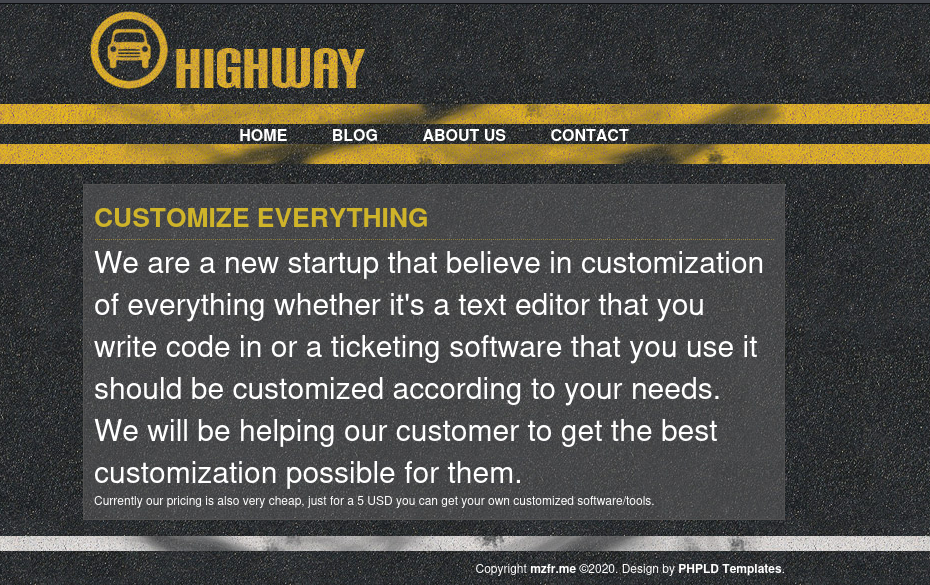 HIGHWAY
HOME BLOG ABOUT US CONTACT
CUSTOMIZE EVERYTHING
We are a new startup that believe in customization
of everything whether it's a text editor that you
write code in or a ticketing software that you use it
should be customized according to your needs.
We will be helping our customer to get the best
customization possible for them.
Currently our pricing is also very cheap, just for a 5 USD you can get your own customized software/tools.
Copyright mzfr.me ©2020. Design by PHPLD Templates.